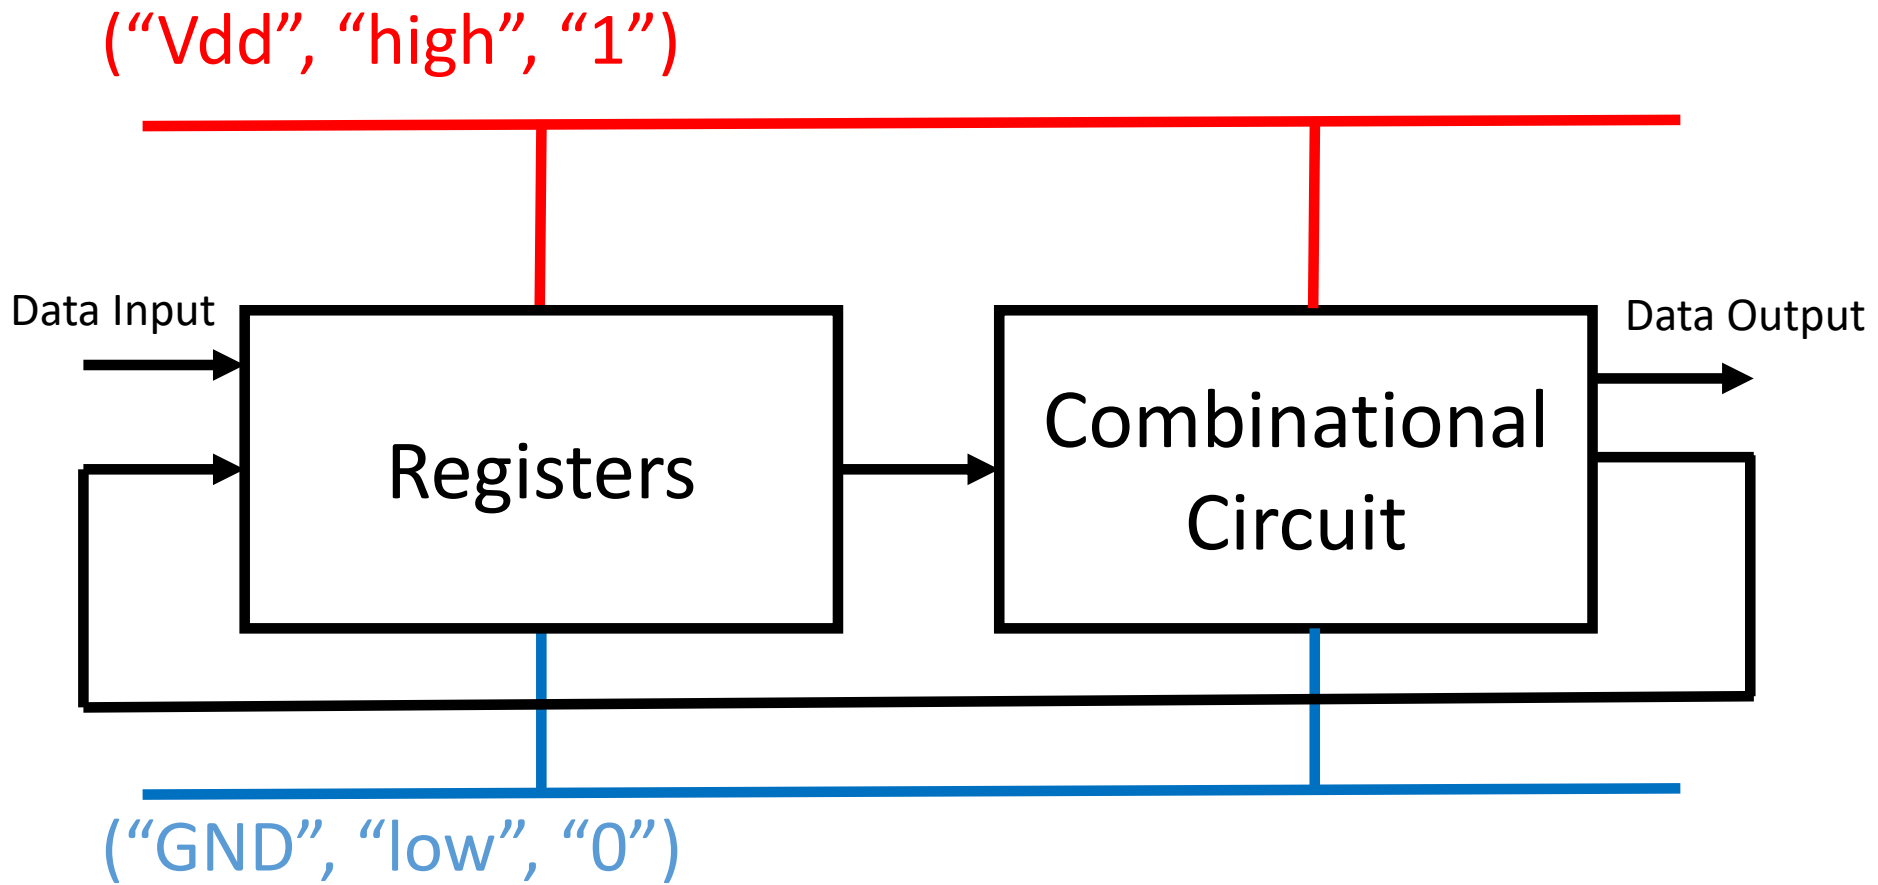 (“Vdd”, “high”, “1”)
Data Input
Data Output
Registers
Combinational
Circuit
(“GND”, “low”, “0”)